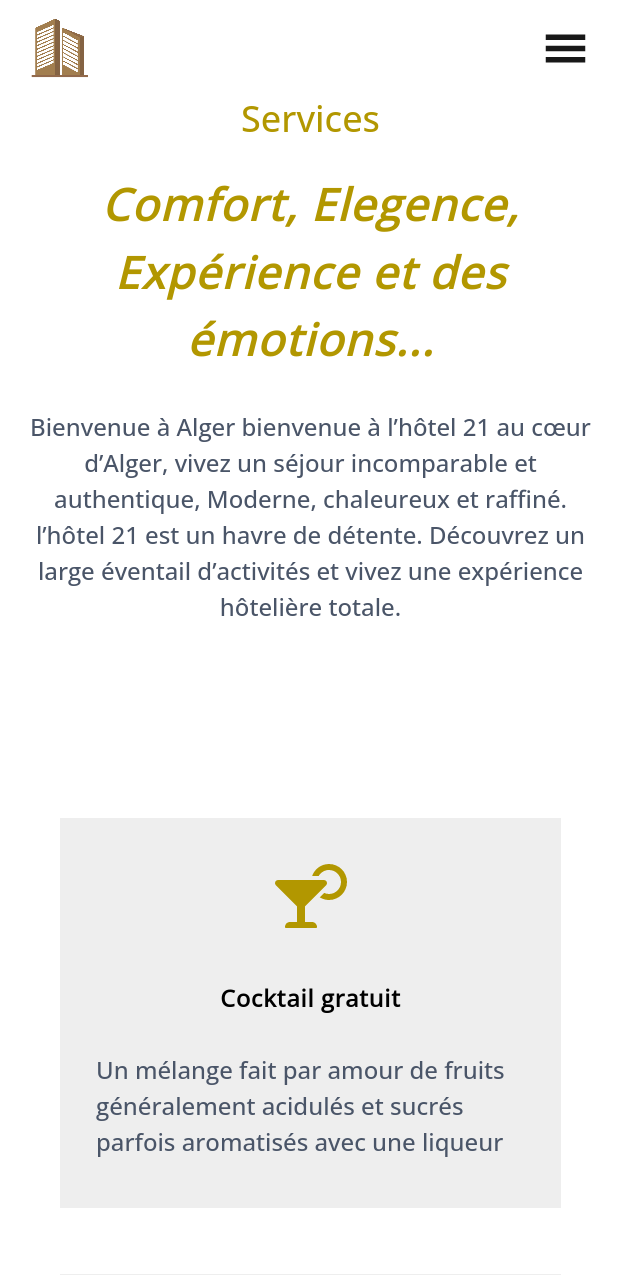 Services
Comfort, Elegence,
Expérience et des
émotions...
Bienvenue à Alger bienvenue à l’hôtel 21 au cœur
d’Alger, vivez un séjour incomparable et
authentique, Moderne, chaleureux et raffiné.
l’hôtel 21 est un havre de détente. Découvrez un
large éventail d’activités et vivez une expérience
hôtelière totale.
Cocktail gratuit
Un mélange fait par amour de fruits
généralement acidulés et sucrés
parfois aromatisés avec une liqueur